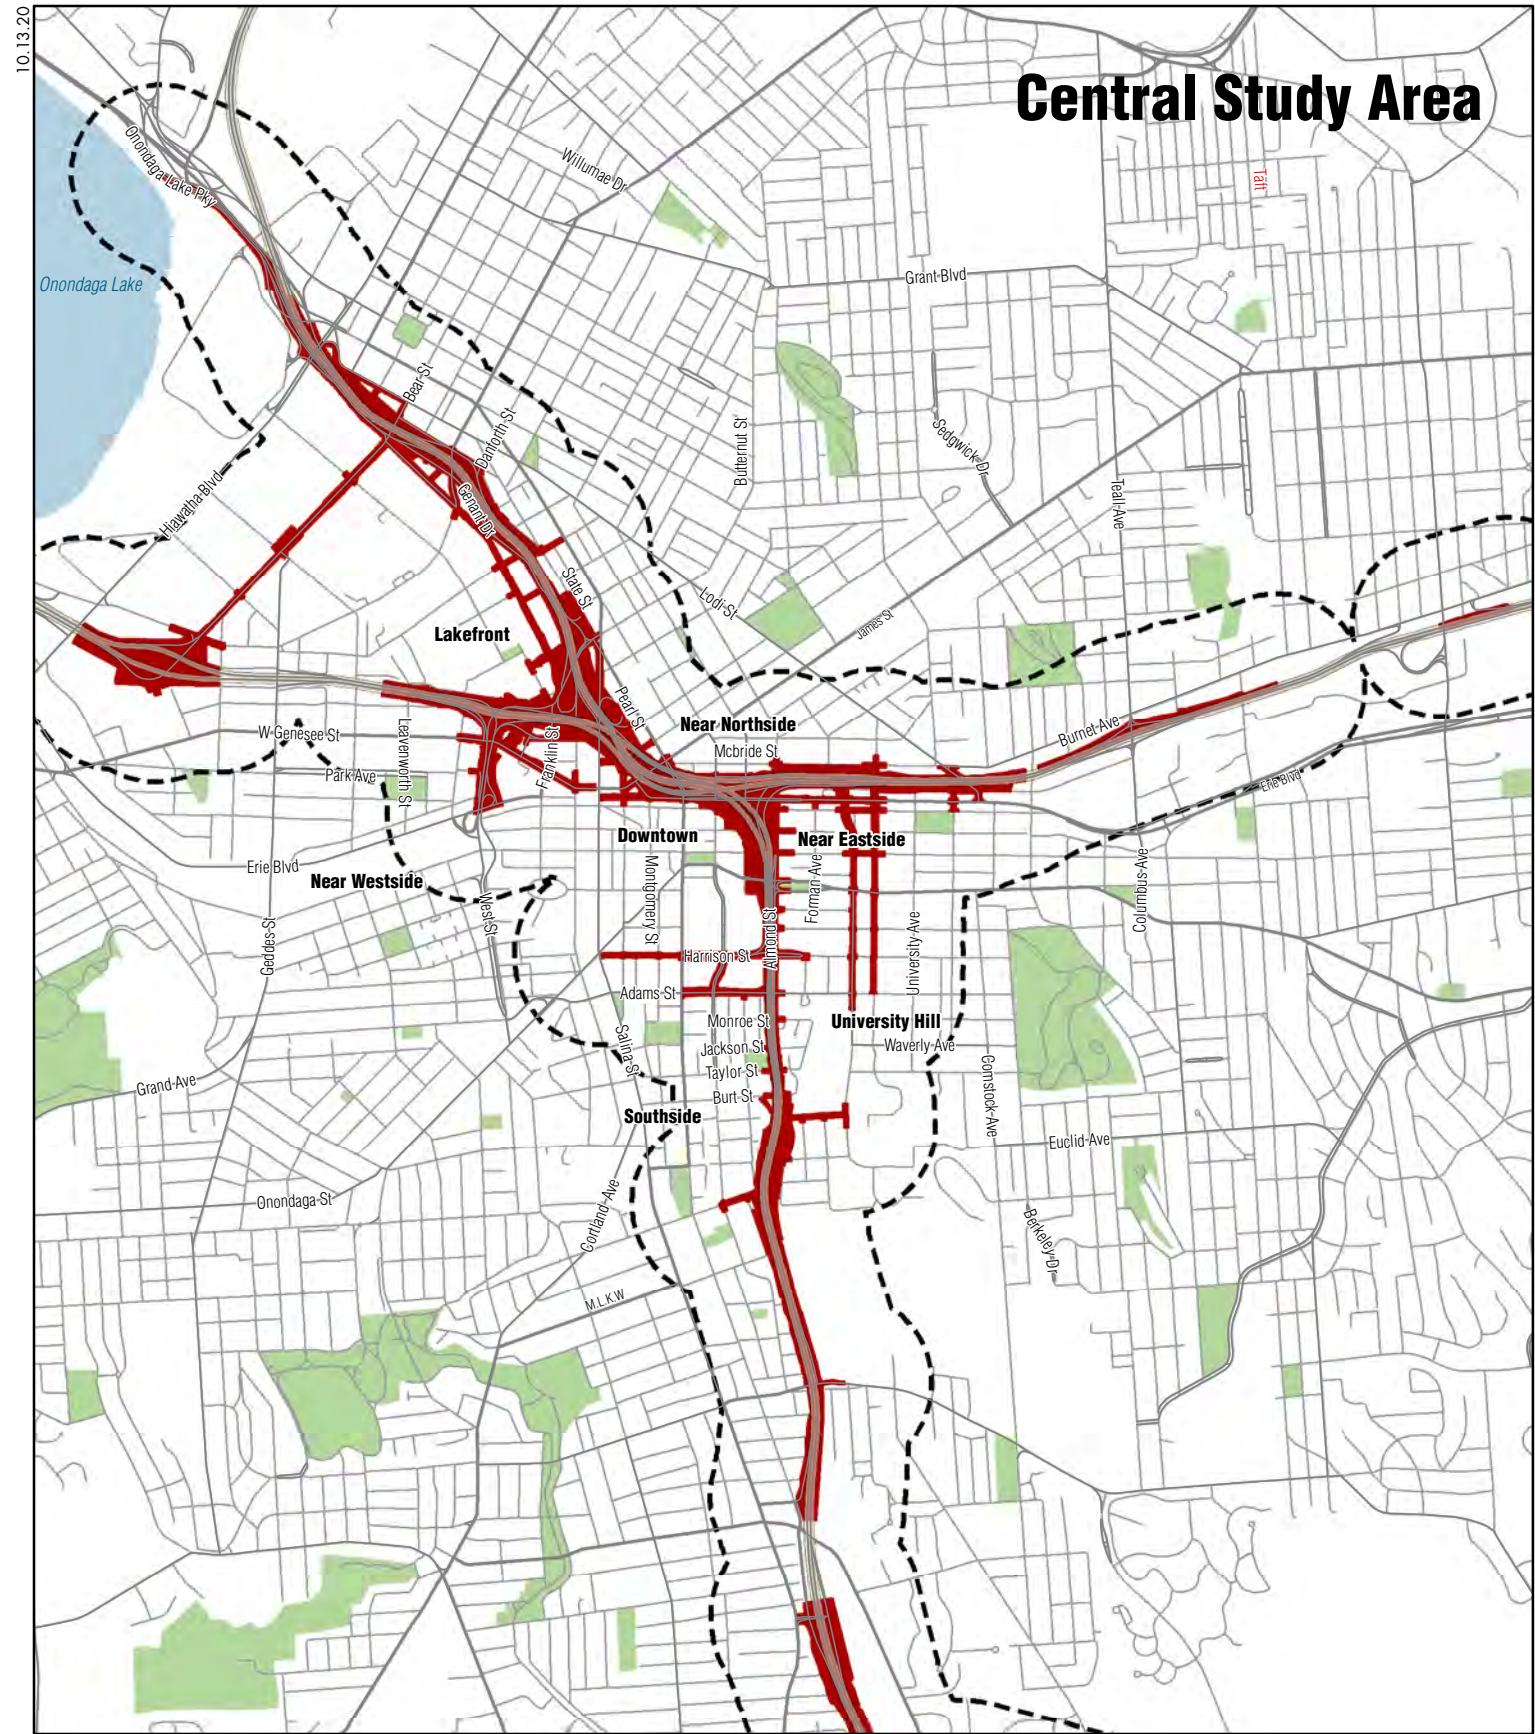 10.13.20
Central Study Area
Onondaga Lake Pky
Willumae Dr
Taft
Onondaga Lake
Grant Blvd
Bear St
Danforth St
Butternut St
Sedgwick Dr
Hiawatha Blvd
Genant Dr
Teall Ave
State St
Lodi St
James St
Lakefront
Pearl St
Near Northside
W Genesee St
Leavenworth St
Franklin St
Mcbride St
Burnet Ave
Park Ave
Erie Blvd
Downtown
Near Eastside
Erie Blvd
Near Westside
Montgomery St
Forman Ave
Columbus Ave
West St
Geddes St
Almond St
University Ave
Harrison St
Adams St
Monroe St
University Hill
Salina St
Jackson St
Waverly Ave
Taylor St
Comstock Ave
Grand Ave
Burt St
Southside
Euclid Ave
Onondaga St
Cortland Ave
Berkeley Dr
M.L.K W